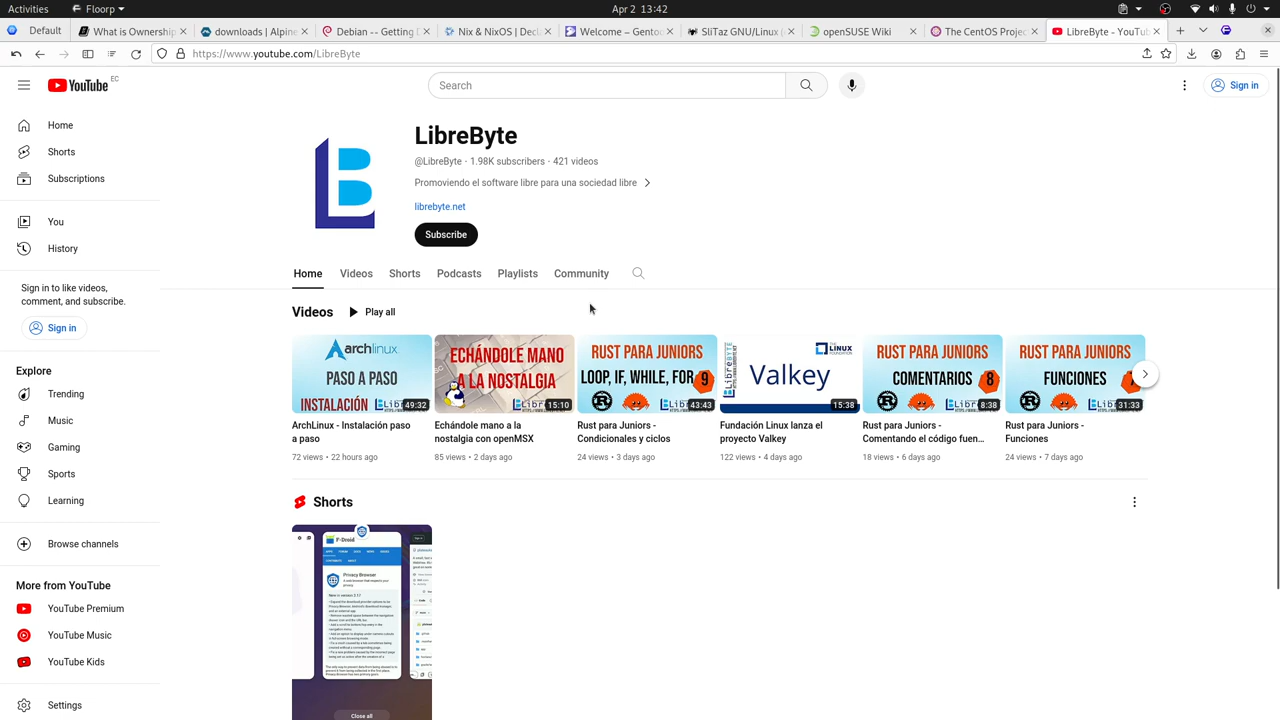 Activities Floorp Apr 2 13:42
Default What is Ownership downloads | Alpine Debian -- Getting Nix & NixOS | Decl Welcome – Gentoo SliTaz GNU/Linux ( openSUSE Wiki The CentOS Projec LibreByte - YouTub
https://www.youtube.com/LibreByte
YouTube EC
Search
Sign in
Home
Shorts
Subscriptions
You
History
Sign in to like videos,
comment, and subscribe.
Sign in
Explore
Trending
Music
Gaming
Sports
Learning
Browse channels
More from YouTube
YouTube Premium
YouTube Music
YouTube Kids
Settings
LibreByte
@LibreByte · 1.98K subscribers · 421 videos
Promoviendo el software libre para una sociedad libre
librebyte.net
Subscribe
Home Videos Shorts Podcasts Playlists Community
Videos Play all
archlinux
PASO A PASO
INSTALACIÓN
49:32
ArchLinux - Instalación paso
a paso
72 views • 22 hours ago
ECHÁNDOLE MANO
A LA NOSTALGIA
15:10
Echándole mano a la
nostalgia con openMSX
85 views • 2 days ago
RUST PARA JUNIORS
LOOP, IF, WHILE, FOR 9
43:43
Rust para Juniors -
Condicionales y ciclos
24 views • 3 days ago
LIBREBYTE
THE LINUX FOUNDATION
Valkey
15:38
Fundación Linux lanza el
proyecto Valkey
122 views • 4 days ago
RUST PARA JUNIORS
COMENTARIOS 8
8:38
Rust para Juniors -
Comentando el código fuen...
18 views • 6 days ago
RUST PARA JUNIORS
FUNCIONES
31:33
Rust para Juniors -
Funciones
24 views • 7 days ago
Shorts
F-Droid
Privacy Browser
Close all